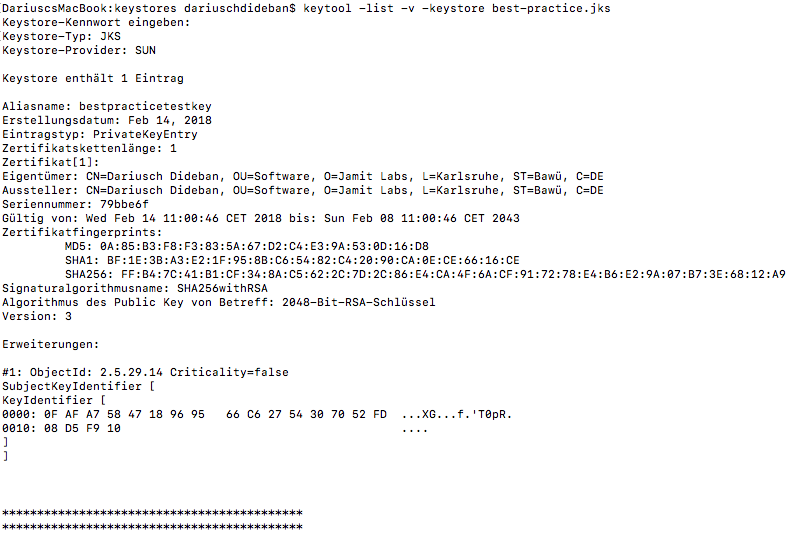 DariuscsMacBook:keystores dariuschdideban$ keytool -list -v -keystore best-practice.jks
Keystore-Kennwort eingeben:
Keystore-Typ: JKS
Keystore-Provider: SUN
Keystore enthält 1 Eintrag
Aliasname: bestpracticetestkey
Erstellungsdatum: Feb 14, 2018
Eintragstyp: PrivateKeyEntry
Zertifikatskettenlänge: 1
Zertifikat[1]:
Eigentümer: CN=Dariusch Dideban, OU=Software, O=Jamit Labs, L=Karlsruhe, ST=Bawü, C=DE
Aussteller: CN=Dariusch Dideban, OU=Software, O=Jamit Labs, L=Karlsruhe, ST=Bawü, C=DE
Seriennummer: 79bbe6f
Gültig von: Wed Feb 14 11:00:46 CET 2018 bis: Sun Feb 08 11:00:46 CET 2043
Zertifikatfingerprints:
MD5: 0A:85:B3:F8:F3:83:5A:67:D2:C4:E3:9A:53:0D:16:D8
SHA1: BF:1E:3B:A3:E2:1F:95:8B:C6:54:82:C4:20:90:CA:0E:CE:66:16:CE
SHA256: FF:B4:7C:41:B1:CF:34:8A:C5:62:2C:7D:2C:86:E4:CA:4F:6A:CF:91:72:78:E4:B6:E2:9A:07:B7:3E:68:12:A9
Signaturalgorithmusname: SHA256withRSA
Algorithmus des Public Key von Betreff: 2048-Bit-RSA-Schlüssel
Version: 3
Erweiterungen:
#1: ObjectId: 2.5.29.14 Criticality=false
SubjectKeyIdentifier [
KeyIdentifier [
0000: 0F AF A7 58 47 18 96 95   66 C6 27 54 30 70 52 FD  ...XG...f.'T0pR.
0010: 08 D5 F9 10                                        ....
]
]
*******************************************
*******************************************